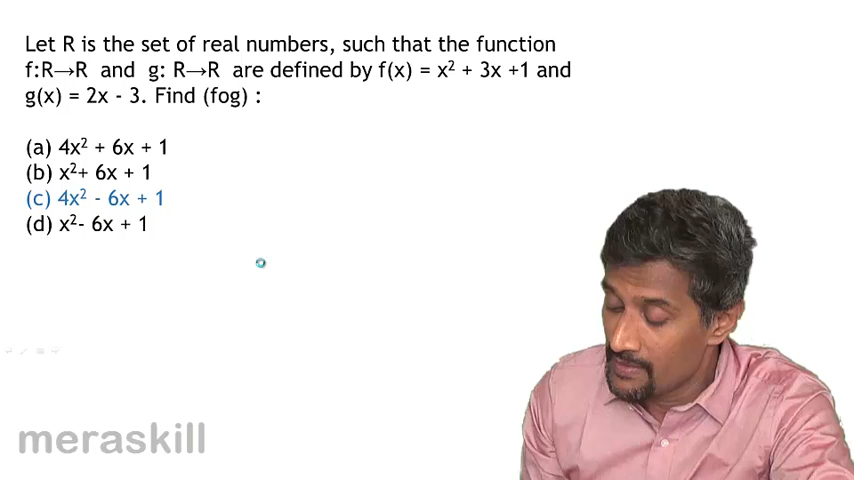 Let R is the set of real numbers, such that the function
f:R→R and g: R→R are defined by f(x) = x² + 3x +1 and
g(x) = 2x - 3. Find (fog) :
(a) 4x² + 6x + 1
(b) x²+ 6x + 1
(c) 4x² - 6x + 1
(d) x²- 6x + 1
meraskill